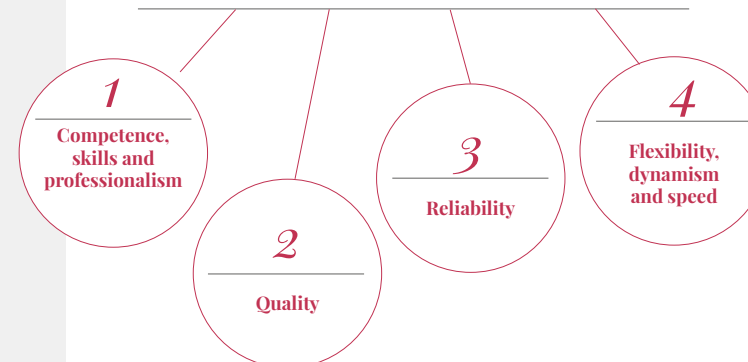 1
Competence,
skills and
professionalism
2
Quality
3
Reliability
4
Flexibility,
dynamism
and speed